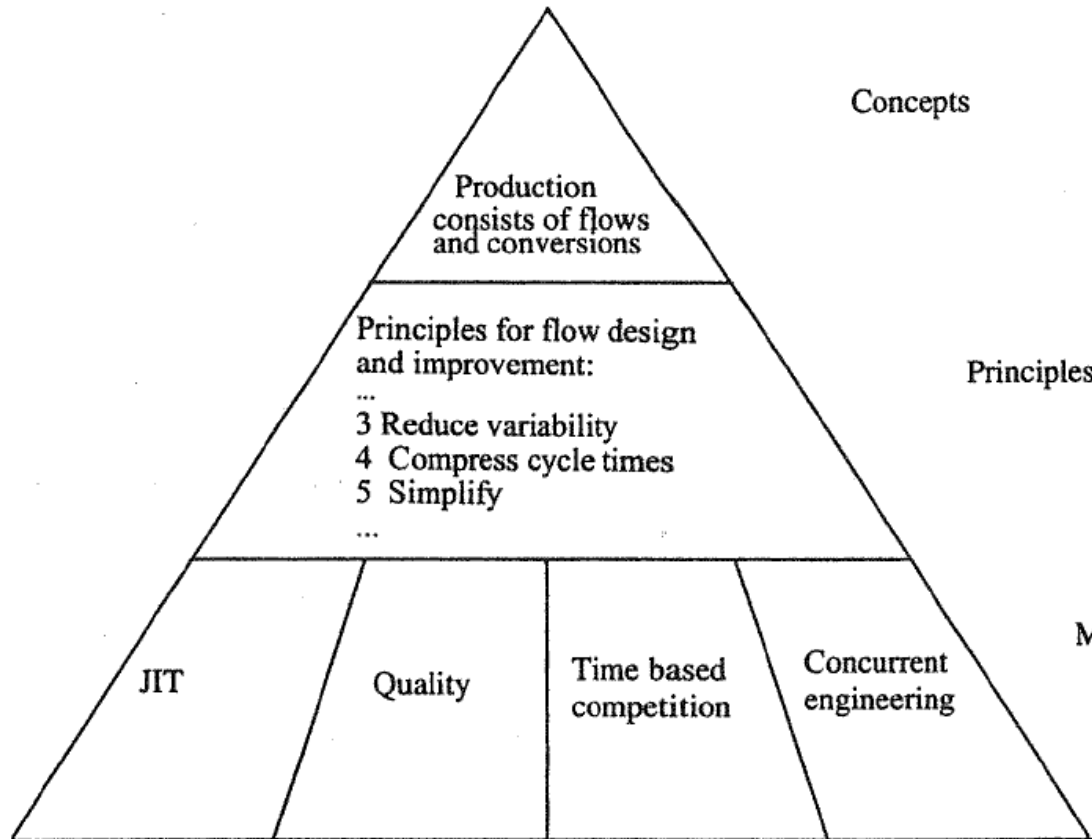 Concepts
Production
consists of flows
and conversions
Principles for flow design
and improvement:
...
3 Reduce variability
4 Compress cycle times
5 Simplify
...
Principles
M
JIT
Quality
Time based
competition
Concurrent
engineering